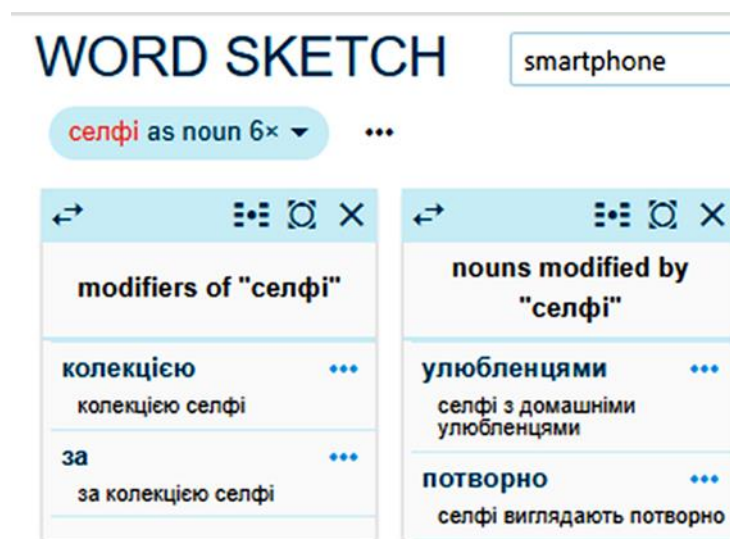 WORD SKETCH
smartphone
селфі as noun 6×
modifiers of "селфі"
колекцією
колекцією селфі
за
за колекцією селфі
nouns modified by
"селфі"
улюбленцями
селфі з домашніми
улюбленцями
потворно
селфі виглядають потворно